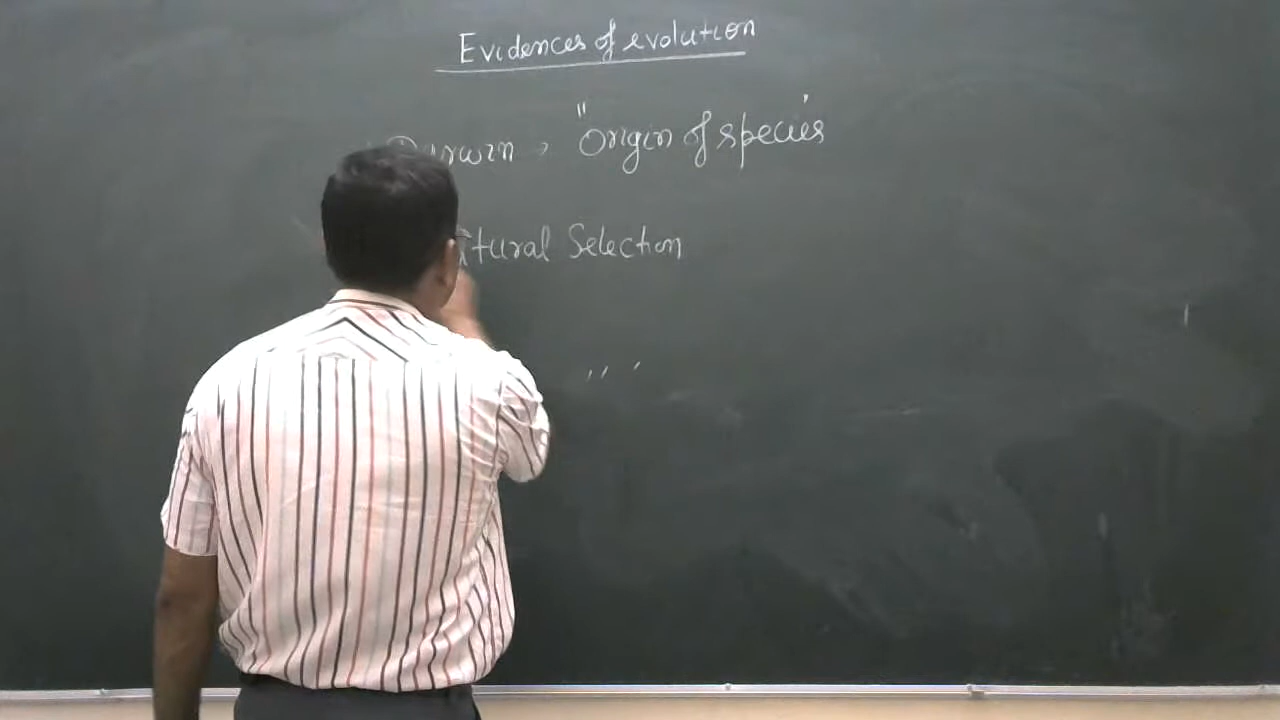 Evidences of evolution
Darwin → "Origin of species"
Natural Selection